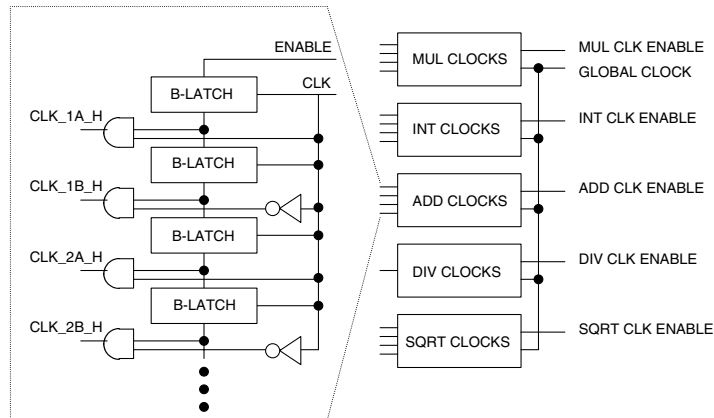 ENABLE
B-LATCH
CLK
CLK_1A_H
B-LATCH
CLK_1B_H
B-LATCH
CLK_2A_H
B-LATCH
CLK_2B_H
MUL CLOCKS
MUL CLK ENABLE
GLOBAL CLOCK
INT CLOCKS
INT CLK ENABLE
ADD CLOCKS
ADD CLK ENABLE
DIV CLOCKS
DIV CLK ENABLE
SQRT CLOCKS
SQRT CLK ENABLE